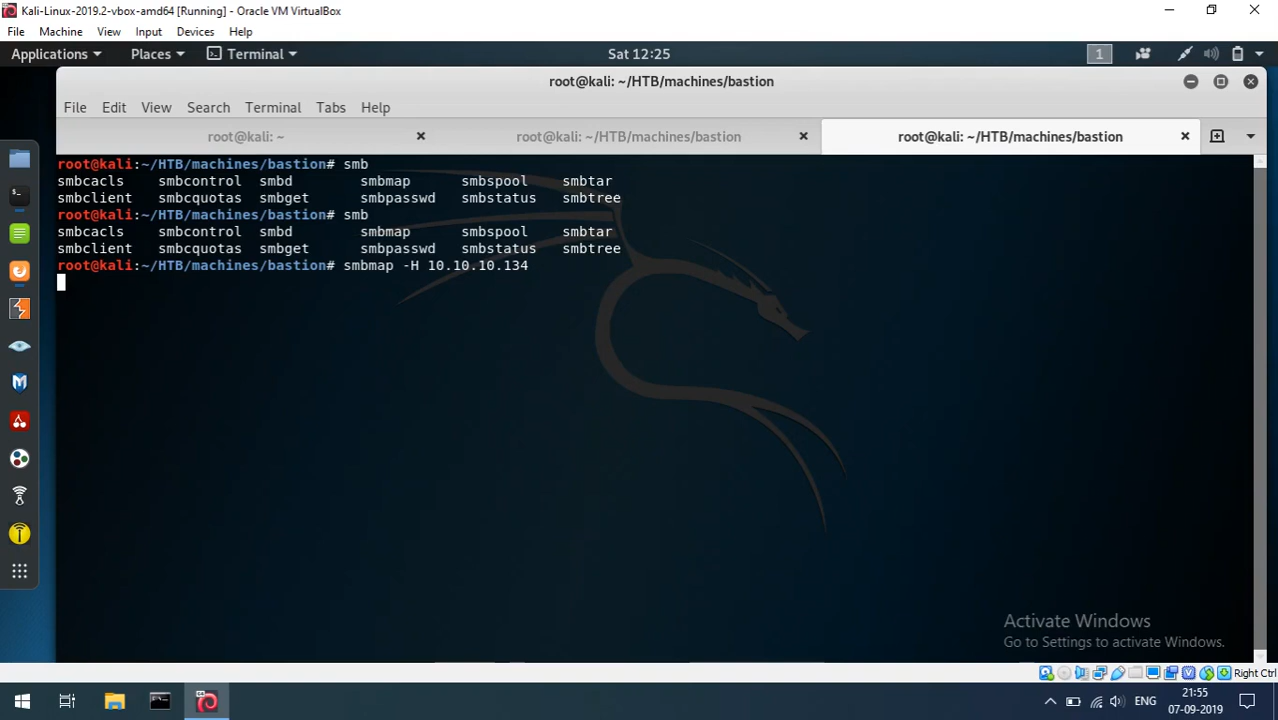 Kali-Linux-2019.2-vbox-amd64 [Running] - Oracle VM VirtualBox
File Machine View Input Devices Help
Applications Places Terminal Sat 12:25 1
root@kali: ~/HTB/machines/bastion
File Edit View Search Terminal Tabs Help
root@kali: ~ root@kali: ~/HTB/machines/bastion root@kali: ~/HTB/machines/bastion
root@kali:~/HTB/machines/bastion# smb
smbcacls smbcontrol smbd smbmap smbspool smbtar
smbclient smbcquotas smbget smbpasswd smbstatus smbtree
root@kali:~/HTB/machines/bastion# smb
smbcacls smbcontrol smbd smbmap smbspool smbtar
smbclient smbcquotas smbget smbpasswd smbstatus smbtree
root@kali:~/HTB/machines/bastion# smbmap -H 10.10.10.134
Activate Windows
Go to Settings to activate Windows.
Right Ctrl
ENG 21:55
07-09-2019